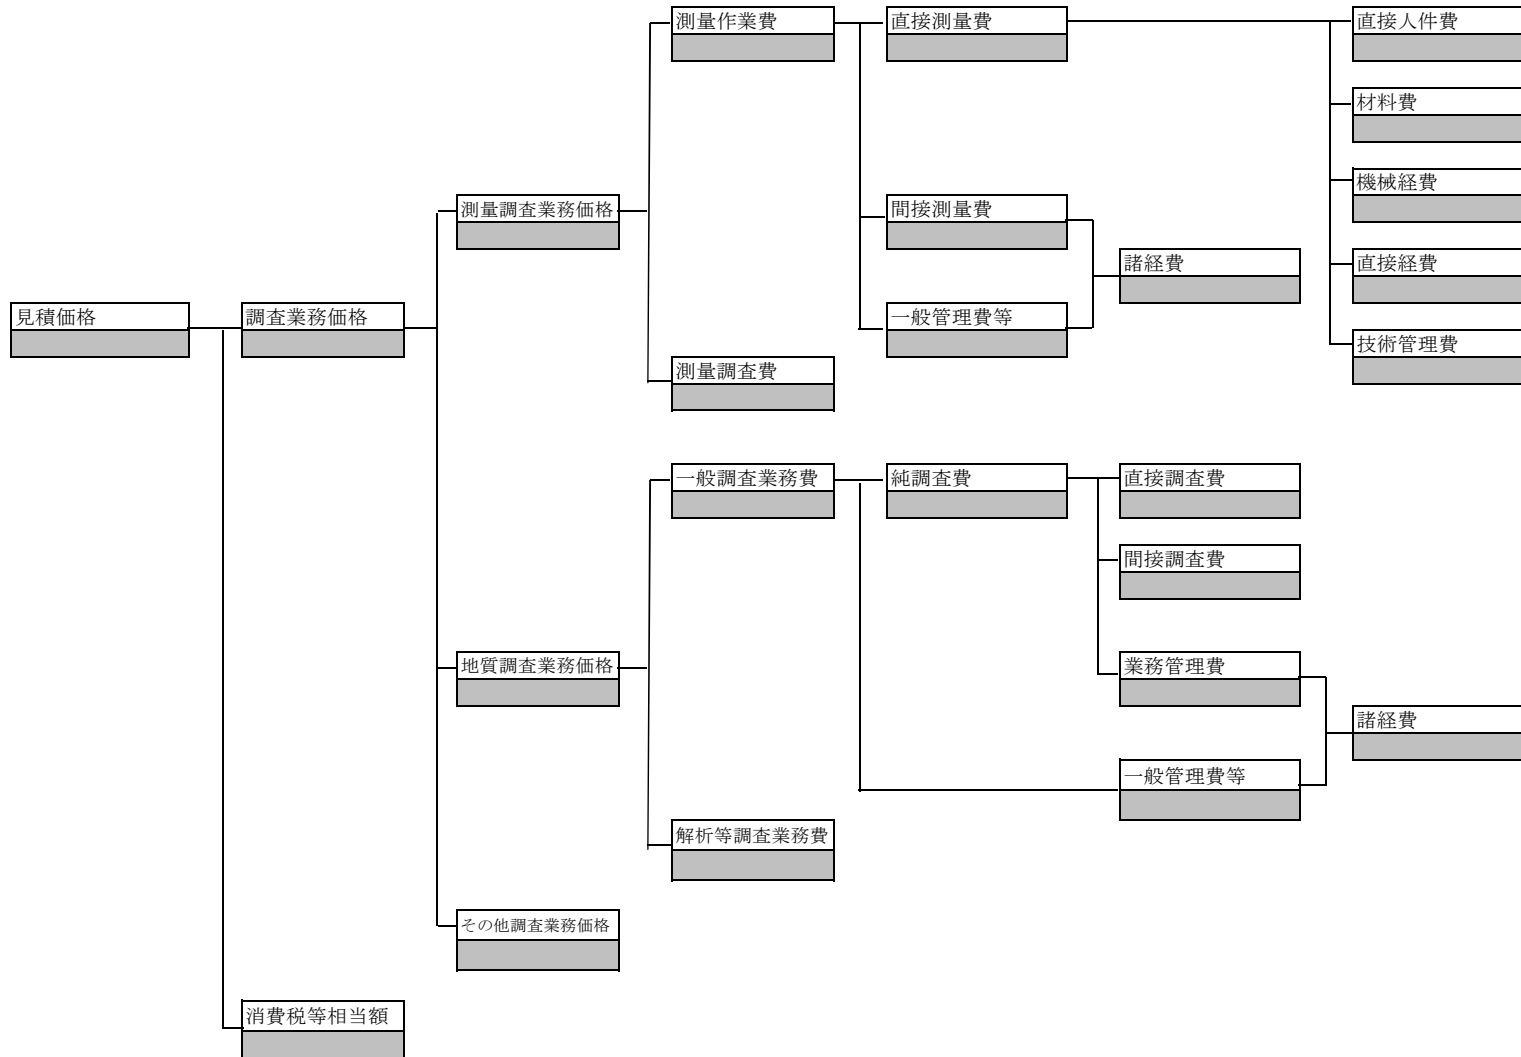 測量作業費
直接測量費
直接人件費
材料費
機械経費
測量調査業務価格
間接測量費
諸経費
直接経費
見積価格
調査業務価格
一般管理費等
技術管理費
測量調査費
一般調査業務費
純調査費
直接調査費
間接調査費
地質調査業務価格
業務管理費
諸経費
一般管理費等
解析等調査業務費
その他調査業務価格
消費税等相当額